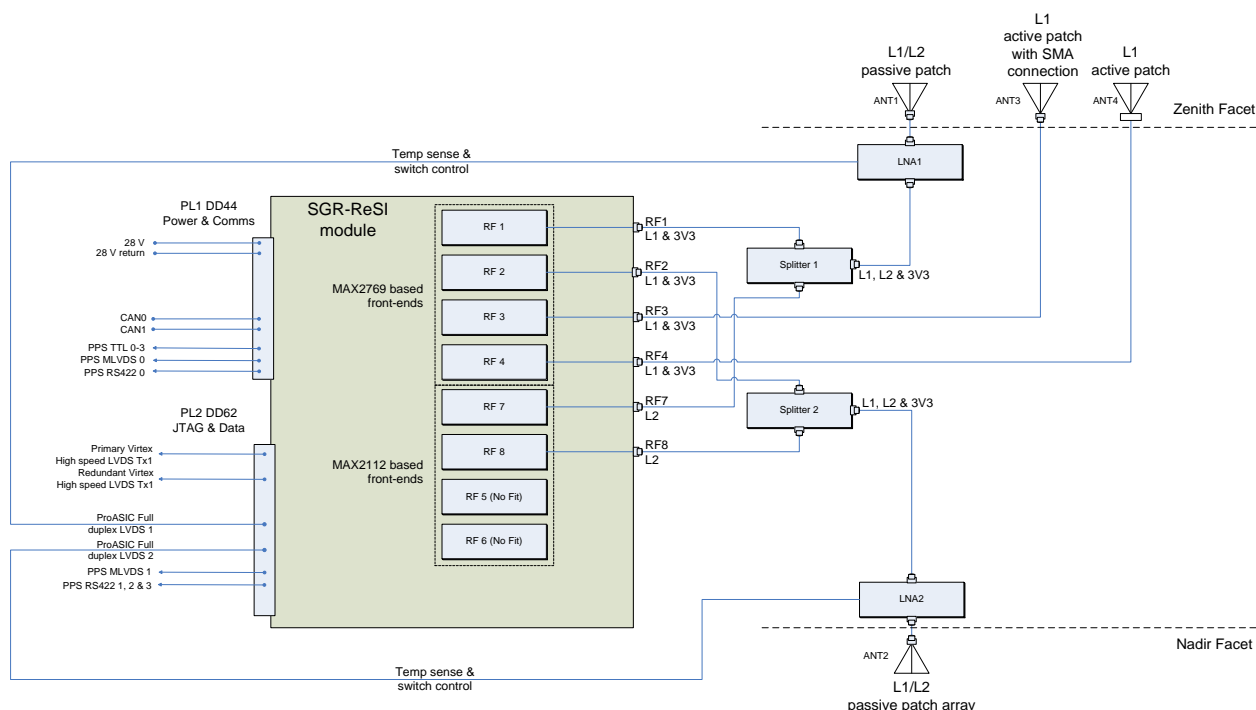 L1/L2
passive patch
ANT1
L1
active patch
with SMA
connection
ANT3
L1
active patch
ANT4
Zenith Facet
LNA1
Temp sense &
switch control
PL1 DD44
Power & Comms
28 V
28 V return
CAN0
CAN1
PPS TTL 0-3
PPS MLVDS 0
PPS RS422 0
PL2 DD62
JTAG & Data
Primary Virtex
High speed LVDS Tx1
Redundant Virtex
High speed LVDS Tx1
ProASIC Full
duplex LVDS 1
ProASIC Full
duplex LVDS 2
PPS MLVDS 1
PPS RS422 1, 2 & 3
SGR-ReSI
module
MAX2769 based
front-ends
MAX2112 based
front-ends
RF 1
RF 2
RF 3
RF 4
RF 7
RF 8
RF 5 (No Fit)
RF 6 (No Fit)
RF1
L1 & 3V3
RF2
L1 & 3V3
RF3
L1 & 3V3
RF4
L1 & 3V3
RF7
L2
RF8
L2
Splitter 1
L1, L2 & 3V3
Splitter 2
L1, L2 & 3V3
LNA2
Nadir Facet
ANT2
L1/L2
passive patch array
Temp sense &
switch control